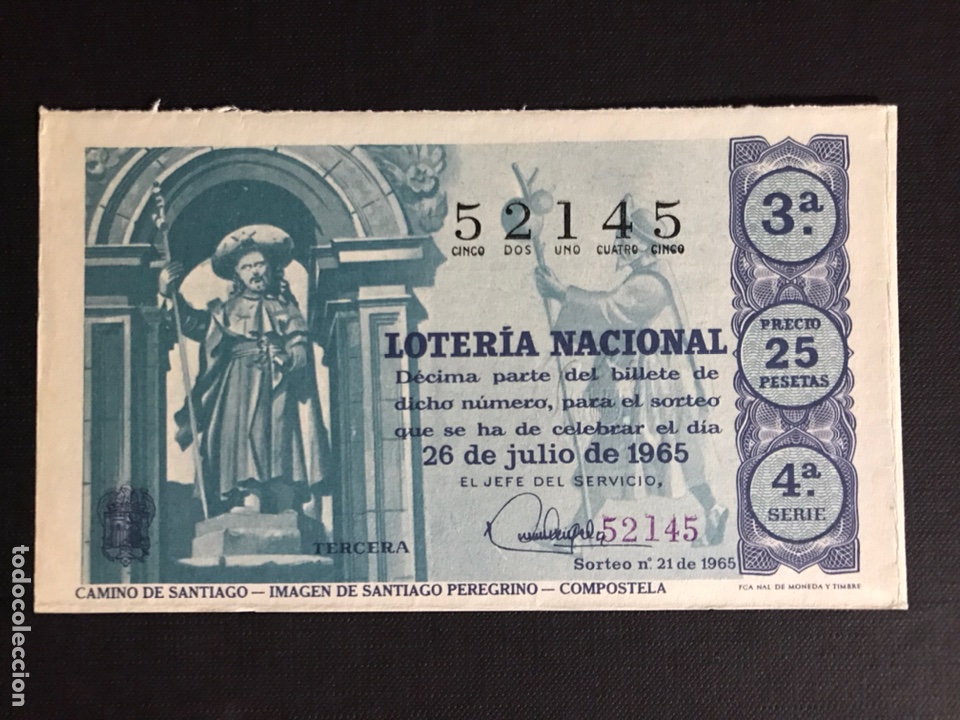 5 2 1 4 5
CINCO DOS UNO CUATRO CINCO
LOTERÍA NACIONAL
Décima parte del billete de
dicho número, para el sorteo
que se ha de celebrar el día
26 de julio de 1965
EL JEFE DEL SERVICIO,
52145
TERCERA
Sorteo nº 21 de 1965
3.ª
PRECIO
25
PESETAS
4.ª
SERIE
CAMINO DE SANTIAGO — IMAGEN DE SANTIAGO PEREGRINO — COMPOSTELA
FCA NAL DE MONEDA Y TIMBRE
todocoleccion